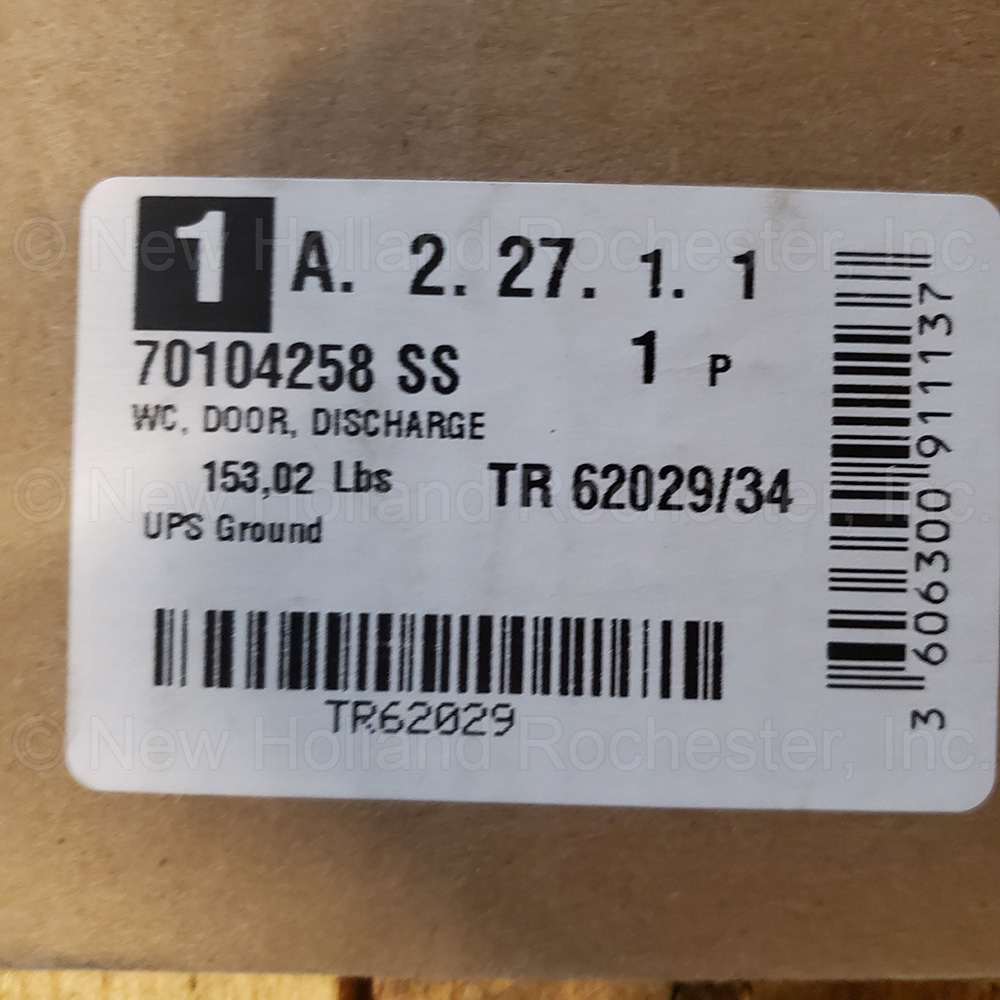 1 A. 2. 27. 1. 1
70104258 SS 1 P
WC, DOOR, DISCHARGE
153,02 Lbs TR 62029/34
UPS Ground
TR62029
3 606300 911137
© New Holland Rochester, Inc.
© New Holland Rochester, Inc.
© New Holland Rochester, Inc.